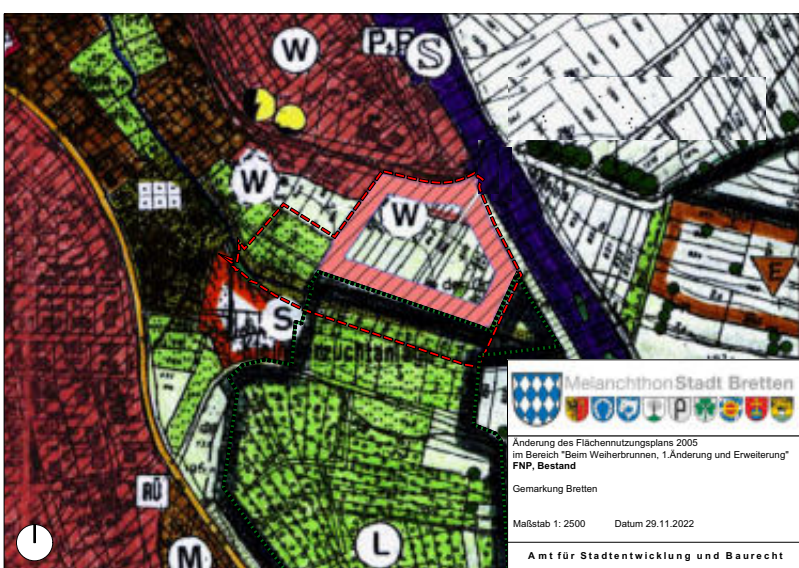 W
P+R
S
W
W
E
S
RÜ
M
L
Melanchthon Stadt Bretten
Änderung des Flächennutzungsplans 2005
im Bereich "Beim Weiherbrunnen, 1.Änderung und Erweiterung"
FNP, Bestand
Gemarkung Bretten
Maßstab 1: 2500 Datum 29.11.2022
Amt für Stadtentwicklung und Baurecht